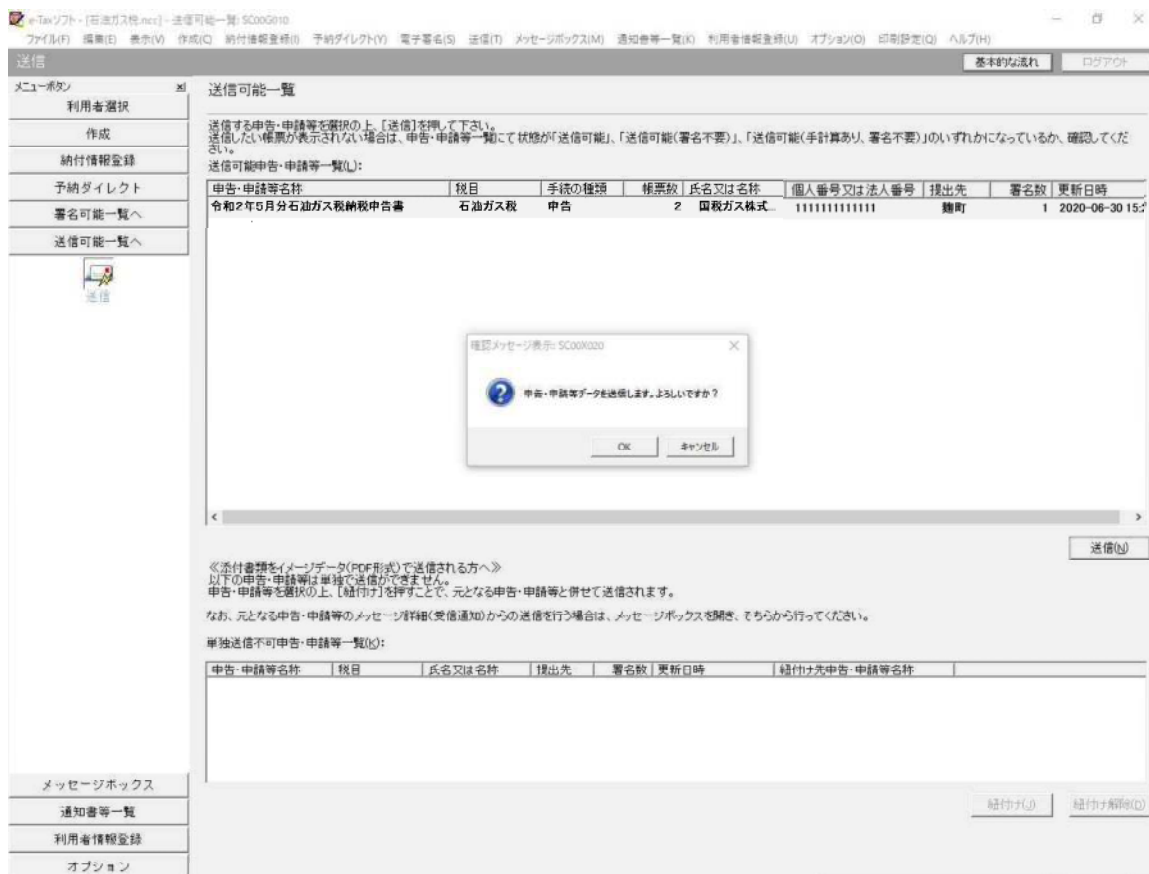 e-Taxソフト - [石油ガス税.ncc] - 送信可能一覧: SC00G010
ファイル(F) 編集(E) 表示(V) 作成(C) 納付情報登録(I) 予納ダイレクト(Y) 電子署名(S) 送信(T) メッセージボックス(M) 通知書等一覧(K) 利用者情報登録(U) オプション(O) 印刷設定(Q) ヘルプ(H)
送信 基本的な流れ ログアウト
メニューボタン
利用者選択
作成
納付情報登録
予納ダイレクト
署名可能一覧へ
送信可能一覧へ
送信
送信可能一覧
送信する申告・申請等を選択の上、[送信]を押して下さい。
送信したい帳票が表示されない場合は、申告・申請等一覧にて状態が「送信可能」、「送信可能(署名不要)」、「送信可能(手計算あり、署名不要)」のいずれかになっているか、確認してくだ
さい。
送信可能申告・申請等一覧(L):
申告・申請等名称 税目 手続の種類 帳票数 氏名又は名称 個人番号又は法人番号 提出先 署名数 更新日時
令和2年5月分石油ガス税納税申告書 石油ガス税 申告 2 国税ガス株式... 1111111111111 麹町 1 2020-06-30 15:
確認メッセージ表示: SC00X020
申告・申請等データを送信します。よろしいですか?
OK キャンセル
送信(N)
≪添付書類をイメージデータ(PDF形式)で送信される方へ≫
以下の申告・申請等は単独で送信ができません。
申告・申請等を選択の上、[紐付け]を押すことで、元となる申告・申請等と併せて送信されます。
なお、元となる申告・申請等のメッセージ詳細(受信通知)からの送信を行う場合は、メッセージボックスを開き、そちらから行ってください。
単独送信不可申告・申請等一覧(K):
申告・申請等名称 税目 氏名又は名称 提出先 署名数 更新日時 紐付け先申告・申請等名称
紐付け(J) 紐付け解除(D)
メッセージボックス
通知書等一覧
利用者情報登録
オプション